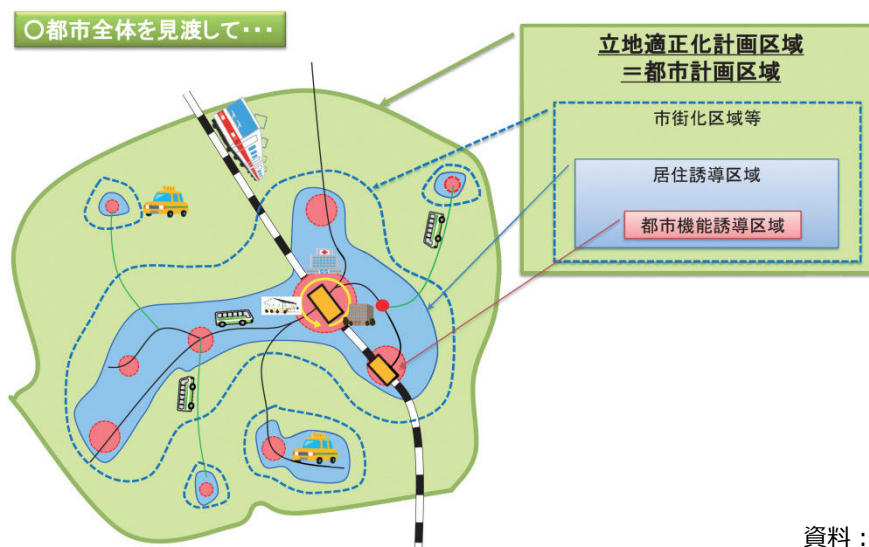 〇都市全体を見渡して･･･
立地適正化計画区域
＝都市計画区域
市街化区域等
居住誘導区域
都市機能誘導区域
資料：